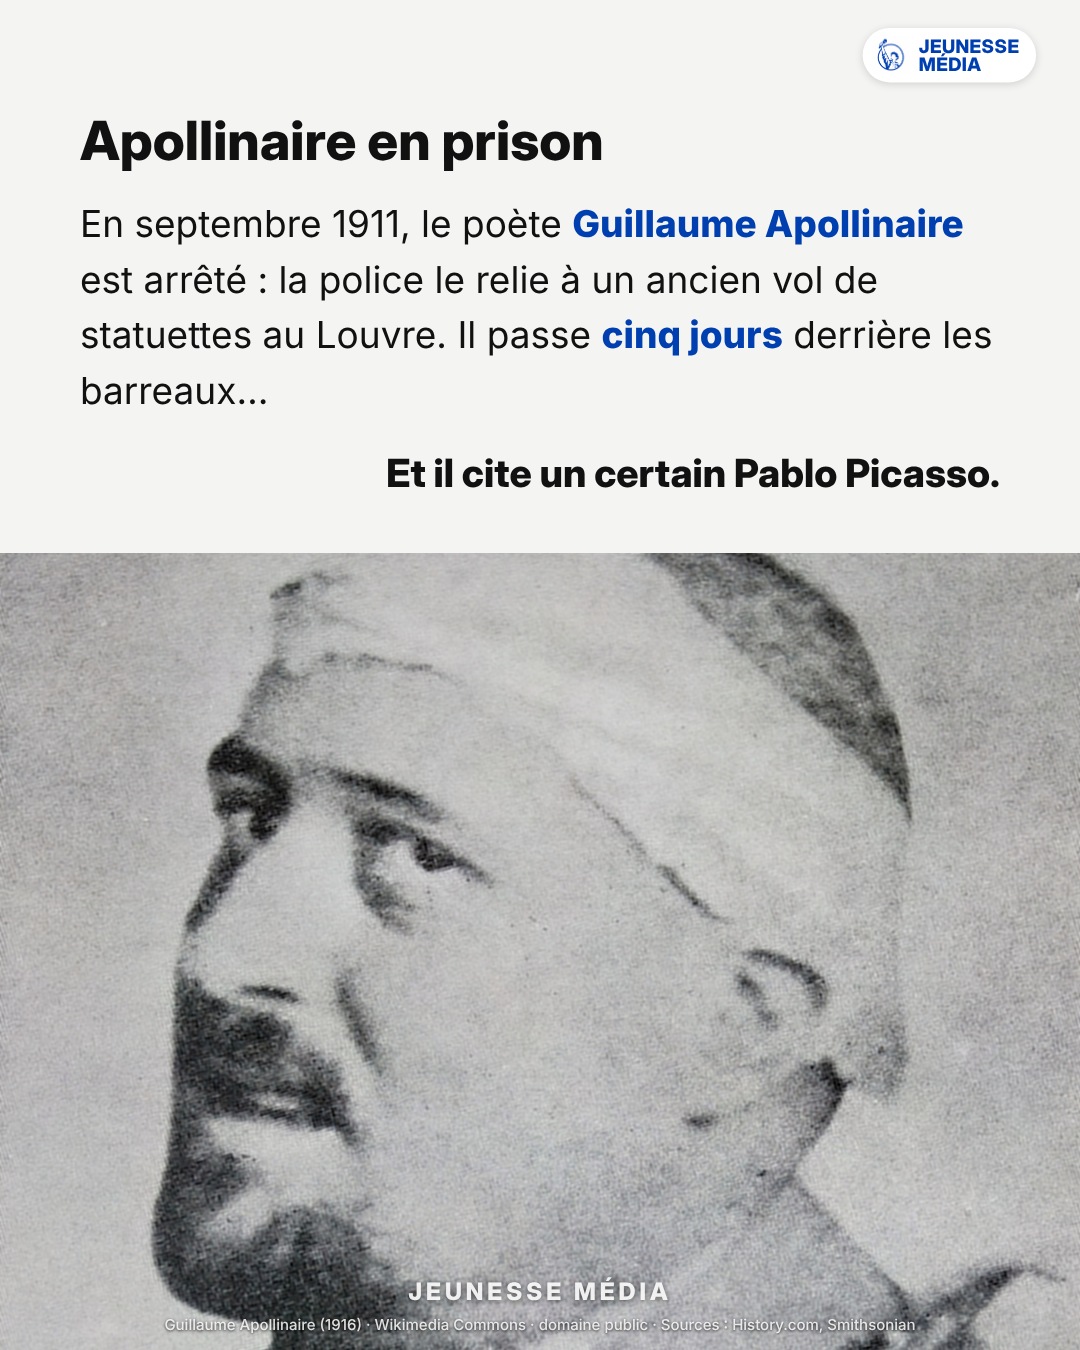 JEUNESSE
MÉDIA
Apollinaire en prison
En septembre 1911, le poète Guillaume Apollinaire
est arrêté : la police le relie à un ancien vol de
statuettes au Louvre. Il passe cinq jours derrière les
barreaux…
Et il cite un certain Pablo Picasso.
JEUNESSE MÉDIA
Guillaume Apollinaire (1916) · Wikimedia Commons · domaine public · Sources : History.com, Smithsonian